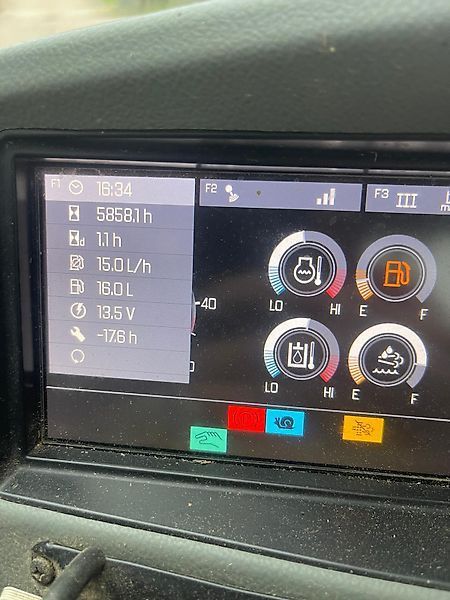 F1 16:34
F2
F3 III
5858.1 h
1.1 h
15.0 L/h
16.0 L
13.5 V
-17.6 h
40
LO HI E F
LO HI E F